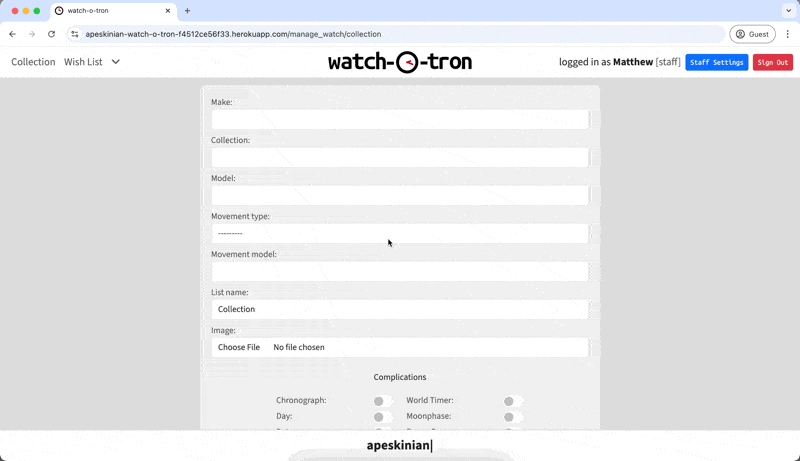 watch-o-tron
apeskinian-watch-o-tron-f4512ce56f33.herokuapp.com/manage_watch/collection
Guest
Collection Wish List
watch-O-tron
logged in as Matthew [staff]
Staff Settings
Sign Out
Make:
Collection:
Model:
Movement type:
---------
Movement model:
List name:
Collection
Image:
Choose File No file chosen
Complications
Chronograph: World Timer:
Day: Moonphase:
apeskinian|